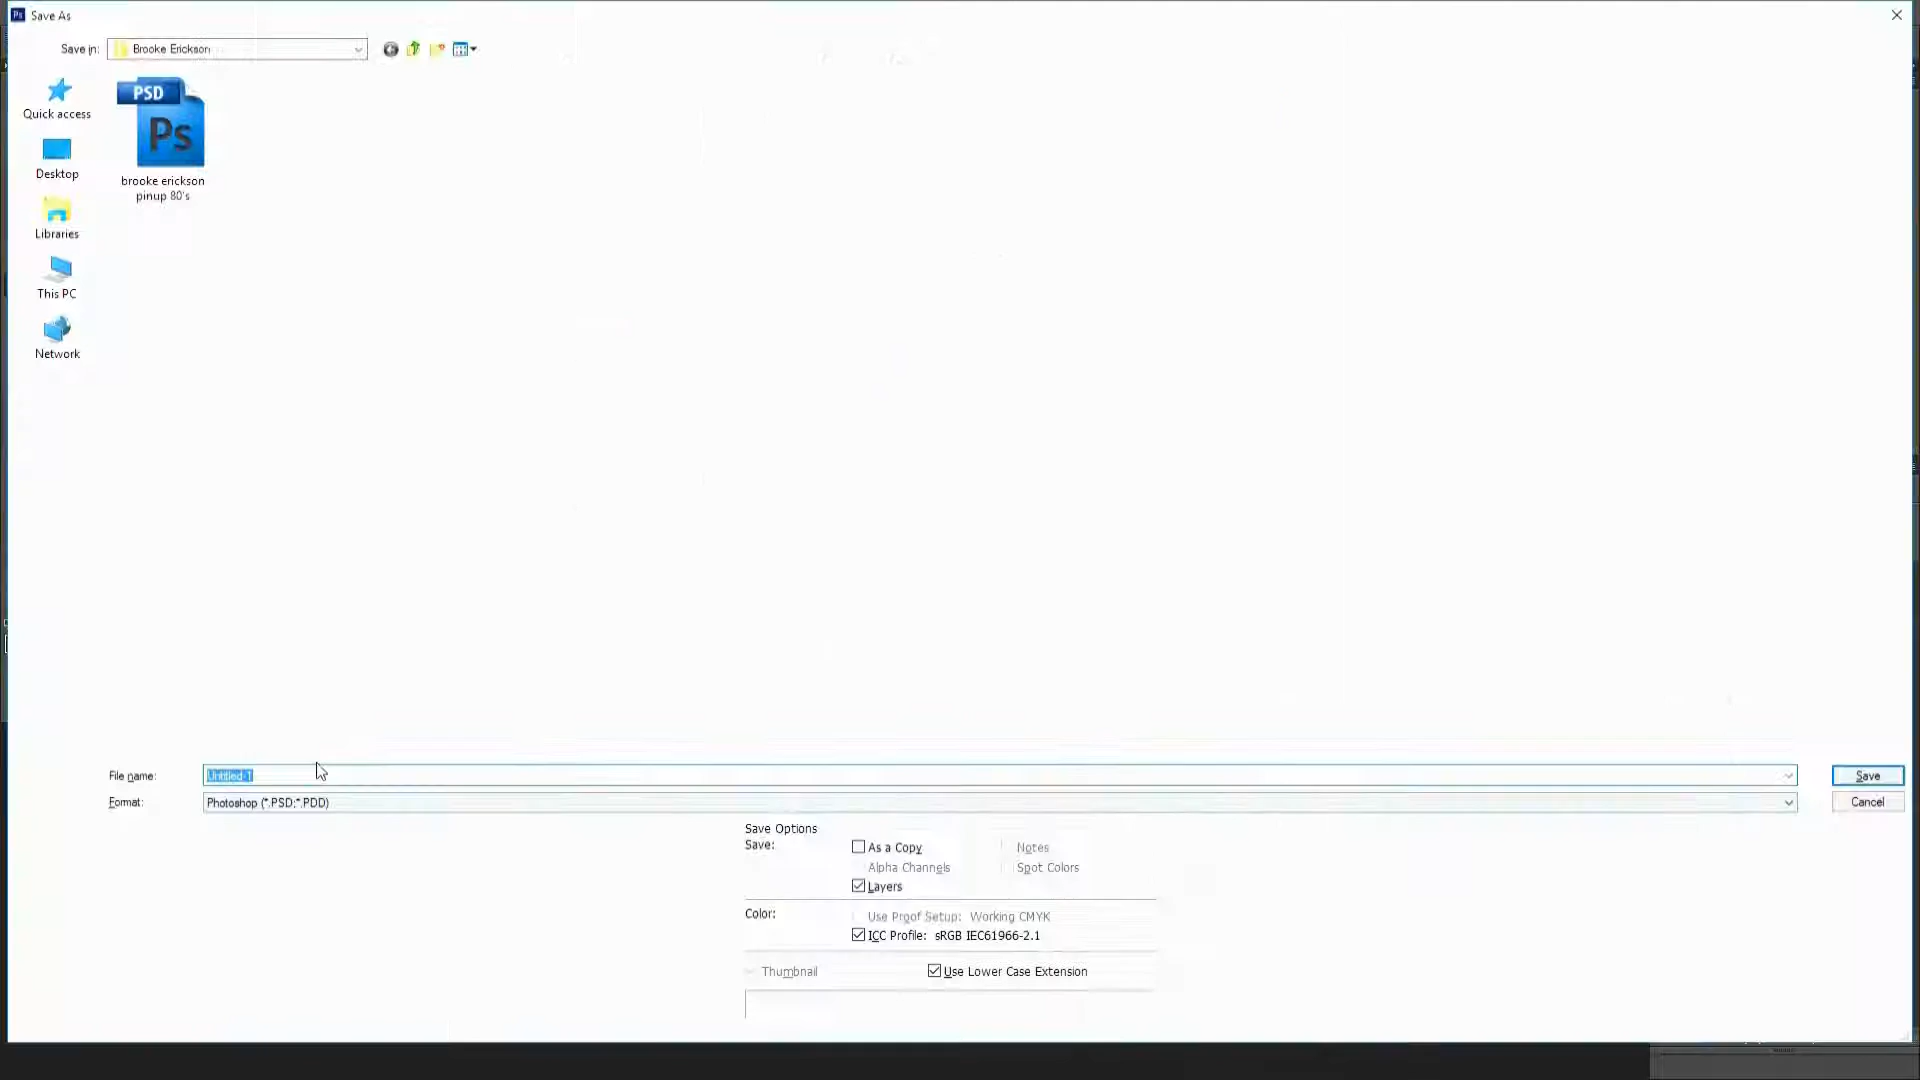 Ps Save As
Save in: Brooke Erickson
Quick access
PSD
Ps
brooke erickson
pinup 80's
Desktop
Libraries
This PC
Network
File name: Untitled-1
Save
Format: Photoshop (*.PSD;*.PDD)
Cancel
Save Options
Save:
As a Copy
Notes
Alpha Channels
Spot Colors
Layers
Color:
Use Proof Setup: Working CMYK
ICC Profile: sRGB IEC61966-2.1
Thumbnail
Use Lower Case Extension